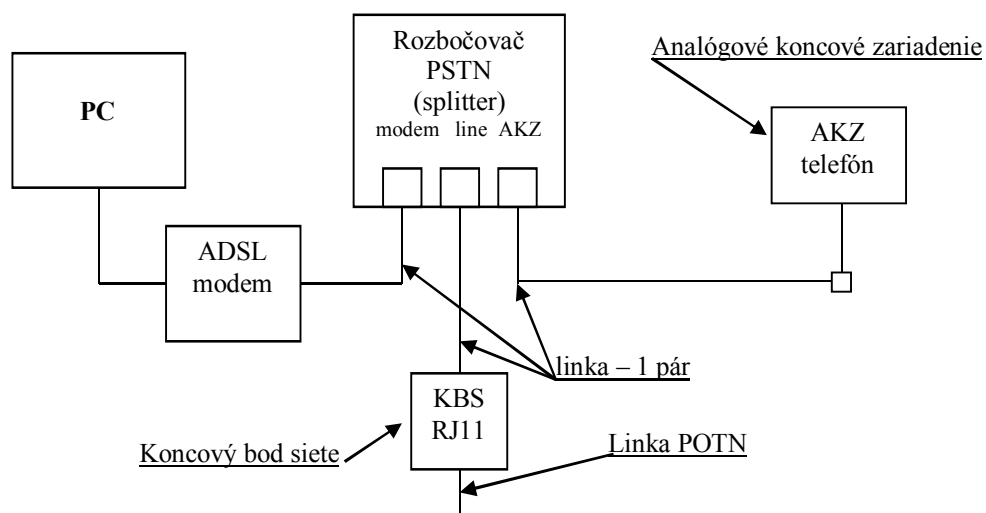 Rozbočovač
PSTN
(splitter)
modem line AKZ
Analógové koncové zariadenie
PC
AKZ
telefón
ADSL
modem
linka – 1 pár
KBS
RJ11
Koncový bod siete
Linka POTN